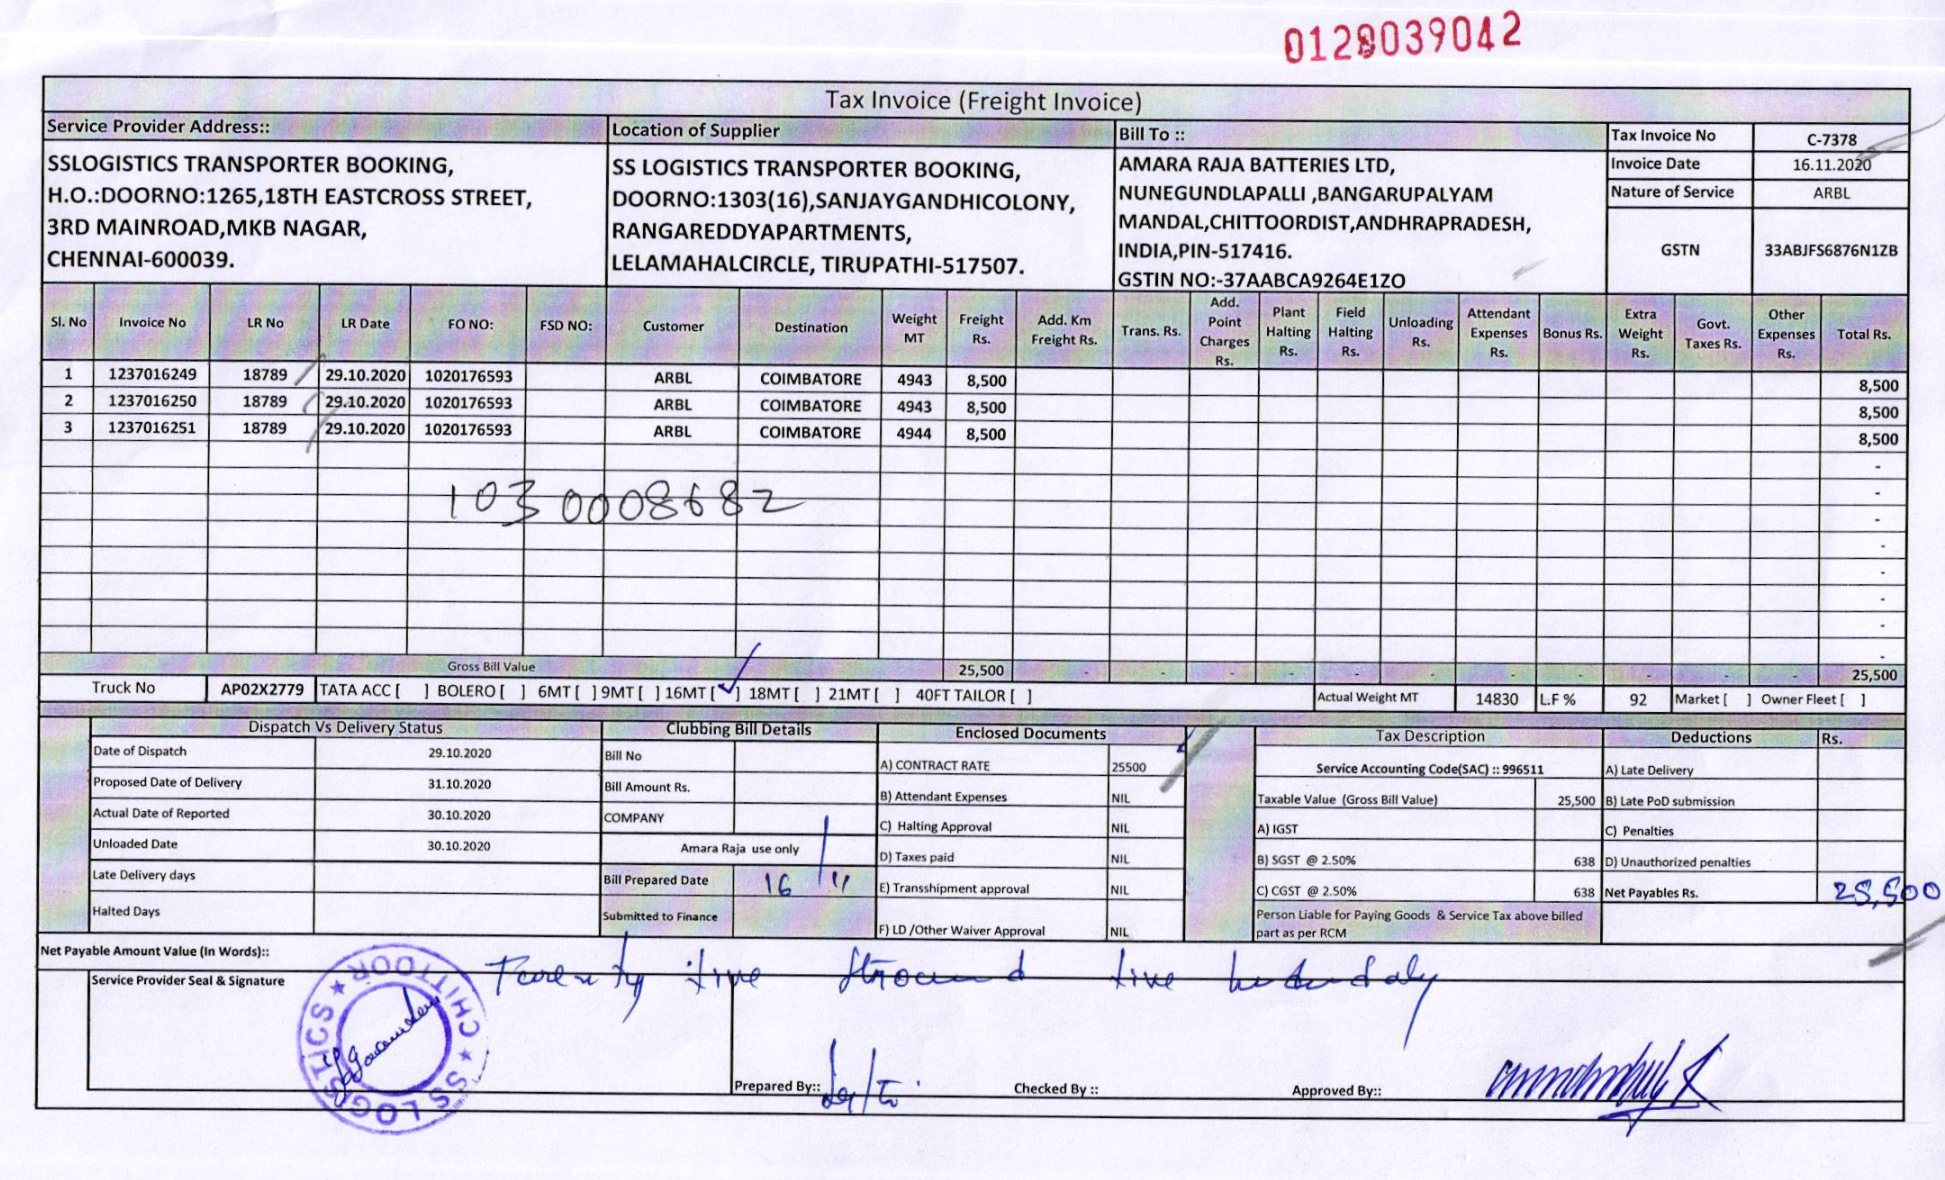 0129039042
Tax Invoice (Freight Invoice)
Service Provider Address::
SSLOGISTICS TRANSPORTER BOOKING,
H.O.:DOORNO:1265,18TH EASTCROSS STREET,
3RD MAINROAD,MKB NAGAR,
CHENNAI-600039.
Location of Supplier
SS LOGISTICS TRANSPORTER BOOKING,
DOORNO:1303(16),SANJAYGANDHICOLONY,
RANGAREDDYAPARTMENTS,
LELAMAHALCIRCLE, TIRUPATHI-517507.
Bill To ::
AMARA RAJA BATTERIES LTD,
NUNEGUNDLAPALLI ,BANGARUPALYAM
MANDAL,CHITTOORDIST,ANDHRAPRADESH,
INDIA,PIN-517416.
GSTIN NO:-37AABCA9264E1ZO
Tax Invoice No C-7378
Invoice Date 16.11.2020
Nature of Service ARBL
GSTN 33ABJFS6876N1ZB
Sl. No Invoice No LR No LR Date FO NO: FSD NO: Customer Destination Weight MT Freight Rs. Add. Km Freight Rs. Trans. Rs. Add. Point Charges Rs. Plant Halting Rs. Field Halting Rs. Unloading Rs. Attendant Expenses Rs. Bonus Rs. Extra Weight Rs. Govt. Taxes Rs. Other Expenses Rs. Total Rs.
1 1237016249 18789 29.10.2020 1020176593 ARBL COIMBATORE 4943 8,500 8,500
2 1237016250 18789 29.10.2020 1020176593 ARBL COIMBATORE 4943 8,500 8,500
3 1237016251 18789 29.10.2020 1020176593 ARBL COIMBATORE 4944 8,500 8,500
1030008682
Gross Bill Value 25,500 - - - - - - - - - - - 25,500
Truck No AP02X2779 TATA ACC [ ] BOLERO [ ] 6MT [ ] 9MT [ ] 16MT [✓] 18MT [ ] 21MT [ ] 40FT TAILOR [ ] Actual Weight MT 14830 L.F % 92 Market [ ] Owner Fleet [ ]
Dispatch Vs Delivery Status
Date of Dispatch 29.10.2020
Proposed Date of Delivery 31.10.2020
Actual Date of Reported 30.10.2020
Unloaded Date 30.10.2020
Late Delivery days
Halted Days
Clubbing Bill Details
Bill No
Bill Amount Rs.
COMPANY
Amara Raja use only
Bill Prepared Date 16/11
Submitted to Finance
Enclosed Documents
A) CONTRACT RATE 25500
B) Attendant Expenses NIL
C) Halting Approval NIL
D) Taxes paid NIL
E) Transshipment approval NIL
F) LD /Other Waiver Approval NIL
Tax Description
Service Accounting Code(SAC) :: 996511
Taxable Value (Gross Bill Value) 25,500
A) IGST
B) SGST @ 2.50% 638
C) CGST @ 2.50% 638
Person Liable for Paying Goods & Service Tax above billed
part as per RCM
Deductions Rs.
A) Late Delivery
B) Late PoD submission
C) Penalties
D) Unauthorized penalties
Net Payables Rs. 25,500
Net Payable Amount Value (In Words)::
Service Provider Seal & Signature
SS LOGISTICS ★ CHITTOOR ★
Prepared By::
Checked By ::
Approved By::